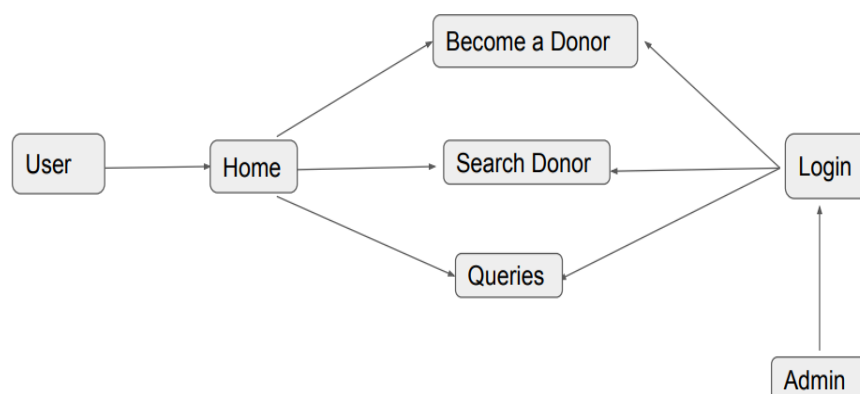 Become a Donor
User
Home
Search Donor
Login
Queries
Admin